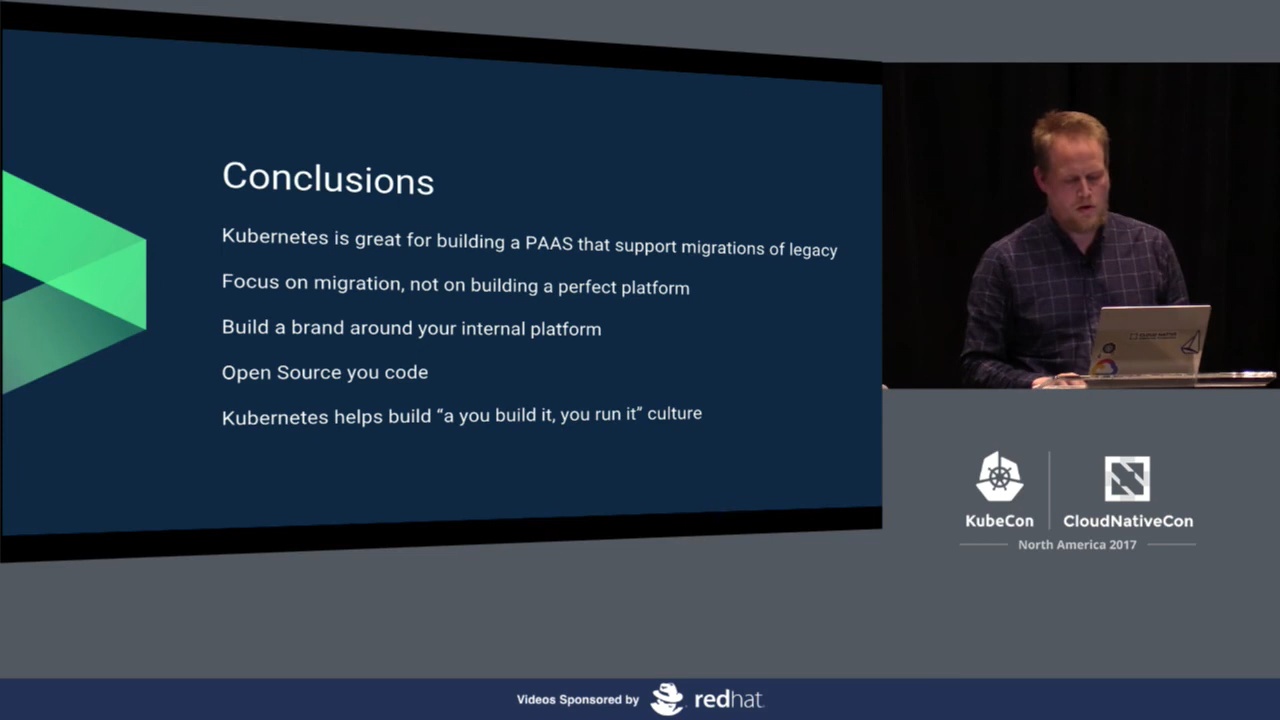 Conclusions
Kubernetes is great for building a PAAS that support migrations of legacy
Focus on migration, not on building a perfect platform
Build a brand around your internal platform
Open Source you code
Kubernetes helps build “a you build it, you run it” culture
KubeCon
CloudNativeCon
North America 2017
Videos Sponsored by
redhat